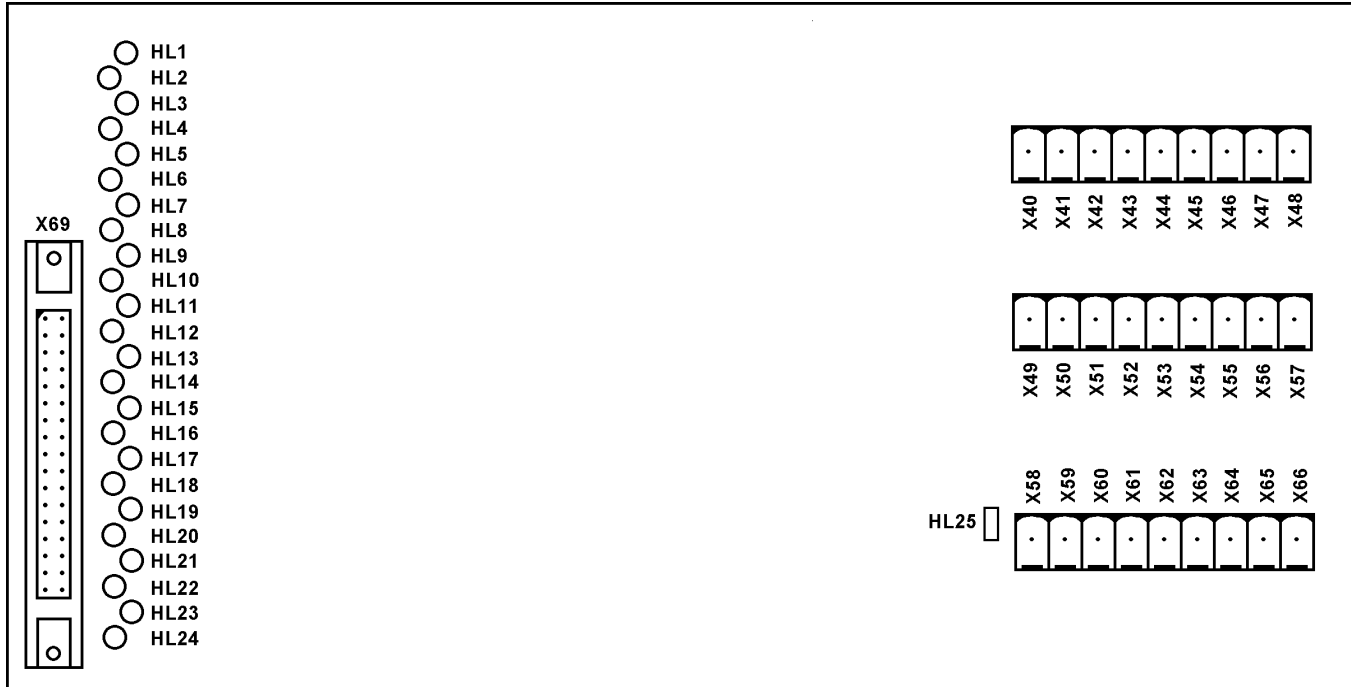 HL1
HL2
HL3
HL4
HL5
HL6
HL7
X69
HL8
HL9
HL10
HL11
HL12
HL13
HL14
HL15
HL16
HL17
HL18
HL19
HL20
HL21
HL22
HL23
HL24
X40 X41 X42 X43 X44 X45 X46 X47 X48
X49 X50 X51 X52 X53 X54 X55 X56 X57
X58 X59 X60 X61 X62 X63 X64 X65 X66
HL25